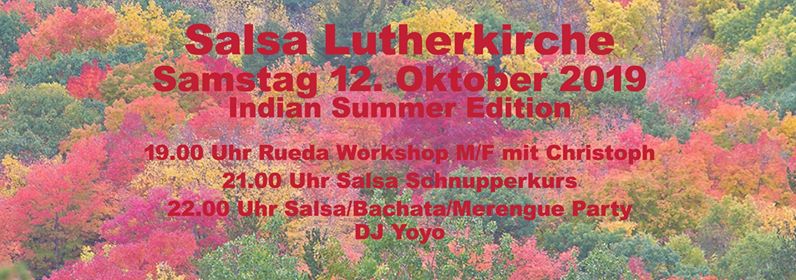 Salsa Lutherkirche
Samstag 12. Oktober 2019
Indian Summer Edition
19.00 Uhr Rueda Workshop M/F mit Christoph
21.00 Uhr Salsa Schnupperkurs
22.00 Uhr Salsa/Bachata/Merengue Party
DJ Yoyo